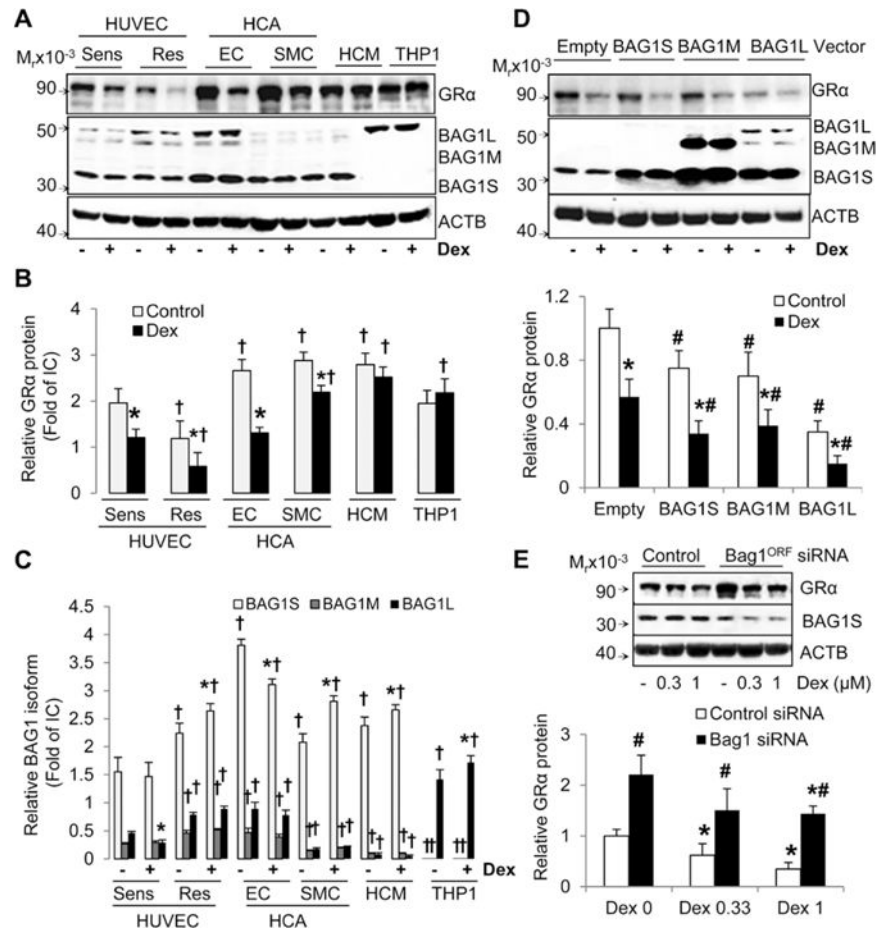 A
HUVEC HCA
Sens Res EC SMC HCM THP1
Mrx10-3
90
GRα
50
BAG1L
BAG1M
30
BAG1S
40
ACTB
- + - + - + - + - + - + Dex
B
Relative GRα protein
(Fold of IC)
4
3
2
1
0
Control
Dex
* † *† † * † *† † † †
Sens Res EC SMC HCM THP1
HUVEC HCA
C
Relative BAG1 isoform
(Fold of IC)
BAG1S BAG1M BAG1L
4.5
4
3.5
3
2.5
2
1.5
1
0.5
0
- + - + - + - + - + - + Dex
Sens Res EC SMC HCM THP1
HUVEC HCA
D
Empty BAG1S BAG1M BAG1L Vector
Mrx10-3
90
GRα
50
BAG1L
BAG1M
30
BAG1S
40
ACTB
- + - + - + - + Dex
1.2
0.8
0.4
0
Relative GRα protein
Control
Dex
* # *# # *# # *#
Empty BAG1S BAG1M BAG1L
E
Control Bag1ORF siRNA
Mrx10-3
90
GRα
30
BAG1S
40
ACTB
- 0.3 1 - 0.3 1 Dex (μM)
Control siRNA
Bag1 siRNA
Relative GRα protein
3
2
1
0
# * # * *#
Dex 0 Dex 0.33 Dex 1